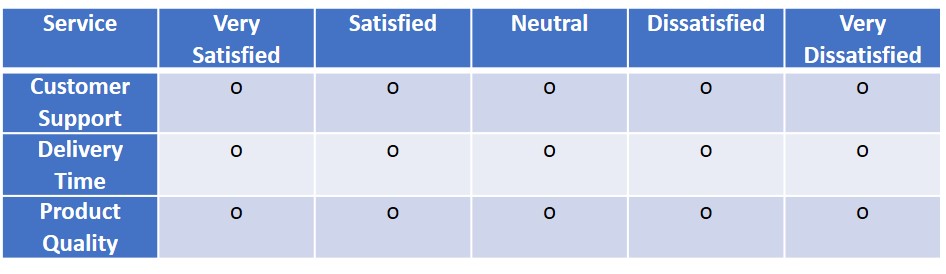 Service Very Satisfied Satisfied Neutral Dissatisfied Very Dissatisfied
Customer Support o o o o o
Delivery Time o o o o o
Product Quality o o o o o